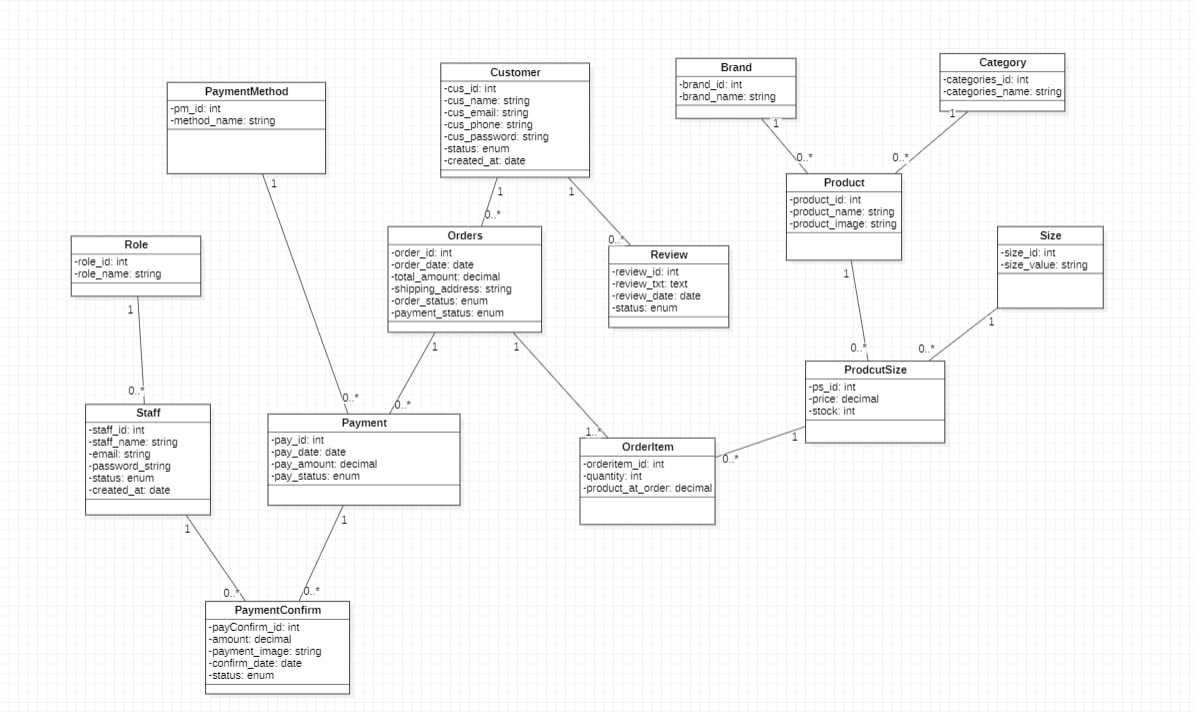 PaymentMethod
-pm_id: int
-method_name: string
1
Customer
-cus_id: int
-cus_name: string
-cus_email: string
-cus_phone: string
-cus_password: string
-status: enum
-created_at: date
1
1
Brand
-brand_id: int
-brand_name: string
1
Category
-categories_id: int
-categories_name: string
1
0..*
0..*
Product
-product_id: int
-product_name: string
-product_image: string
1
Role
-role_id: int
-role_name: string
1
0..*
Orders
-order_id: int
-order_date: date
-total_amount: decimal
-shipping_address: string
-order_status: enum
-payment_status: enum
1
1
0..*
Review
-review_id: int
-review_txt: text
-review_date: date
-status: enum
Size
-size_id: int
-size_value: string
1
0..*
0..*
ProdcutSize
-ps_id: int
-price: decimal
-stock: int
1
0..*
Staff
-staff_id: int
-staff_name: string
-email: string
-password_string
-status: enum
-created_at: date
1
0..*
0..*
Payment
-pay_id: int
-pay_date: date
-pay_amount: decimal
-pay_status: enum
1
1..*
OrderItem
-orderitem_id: int
-quantity: int
-product_at_order: decimal
0..*
0..*
0..*
PaymentConfirm
-payConfirm_id: int
-amount: decimal
-payment_image: string
-confirm_date: date
-status: enum